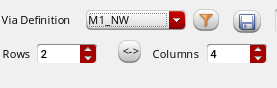 Via Definition M1_NW
Rows 2 <-> Columns 4